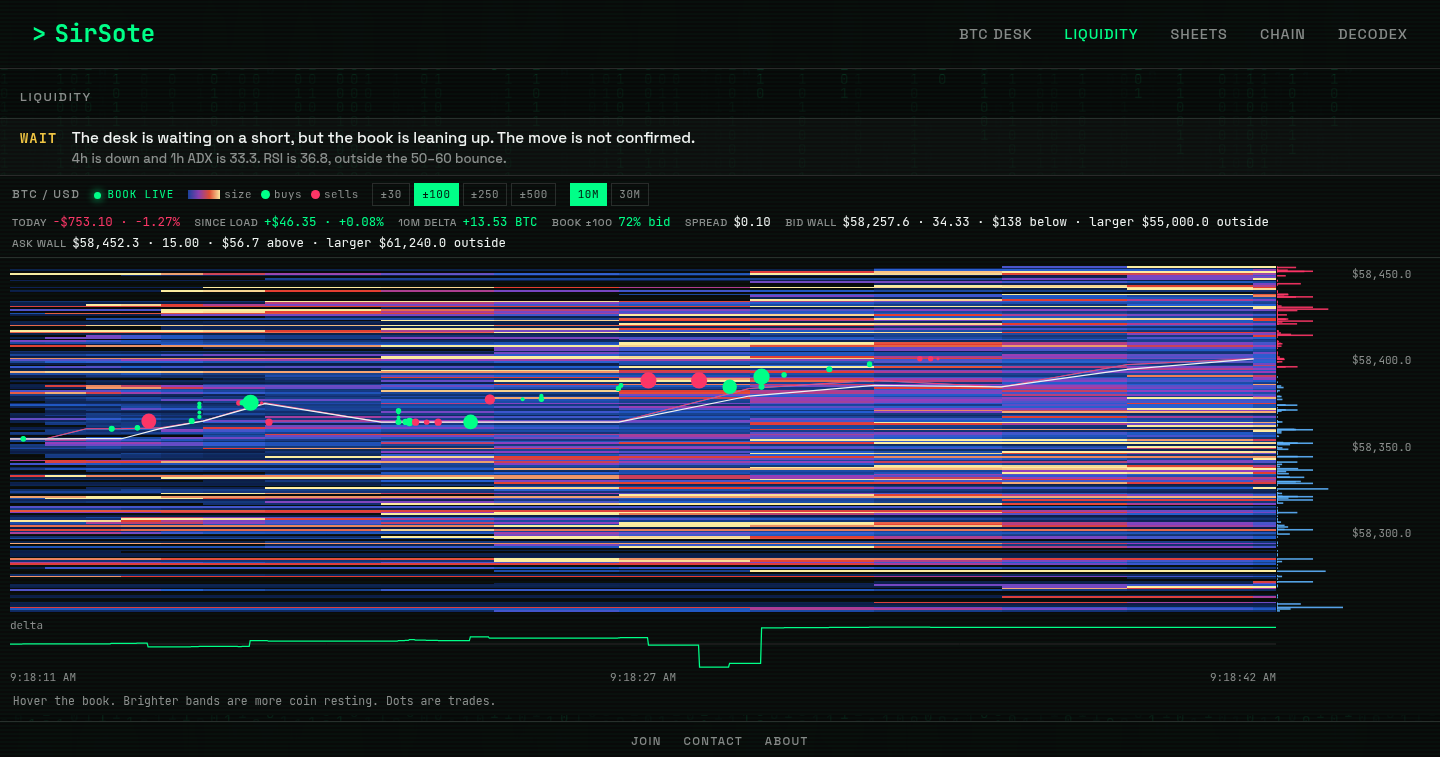 > SirSote
BTC DESK LIQUIDITY SHEETS CHAIN DECODEX
LIQUIDITY
WAIT The desk is waiting on a short, but the book is leaning up. The move is not confirmed.
4h is down and 1h ADX is 33.3. RSI is 36.8, outside the 50–60 bounce.
BTC / USD BOOK LIVE size buys sells ±30 ±100 ±250 ±500 10M 30M
TODAY -$753.10 · -1.27% SINCE LOAD +$46.35 · +0.08% 10M DELTA +13.53 BTC BOOK ±100 72% bid SPREAD $0.10 BID WALL $58,257.6 · 34.33 · $138 below · larger $55,000.0 outside
ASK WALL $58,452.3 · 15.00 · $56.7 above · larger $61,240.0 outside
$58,450.0
$58,400.0
$58,350.0
$58,300.0
delta
9:18:11 AM 9:18:27 AM 9:18:42 AM
Hover the book. Brighter bands are more coin resting. Dots are trades.
JOIN CONTACT ABOUT